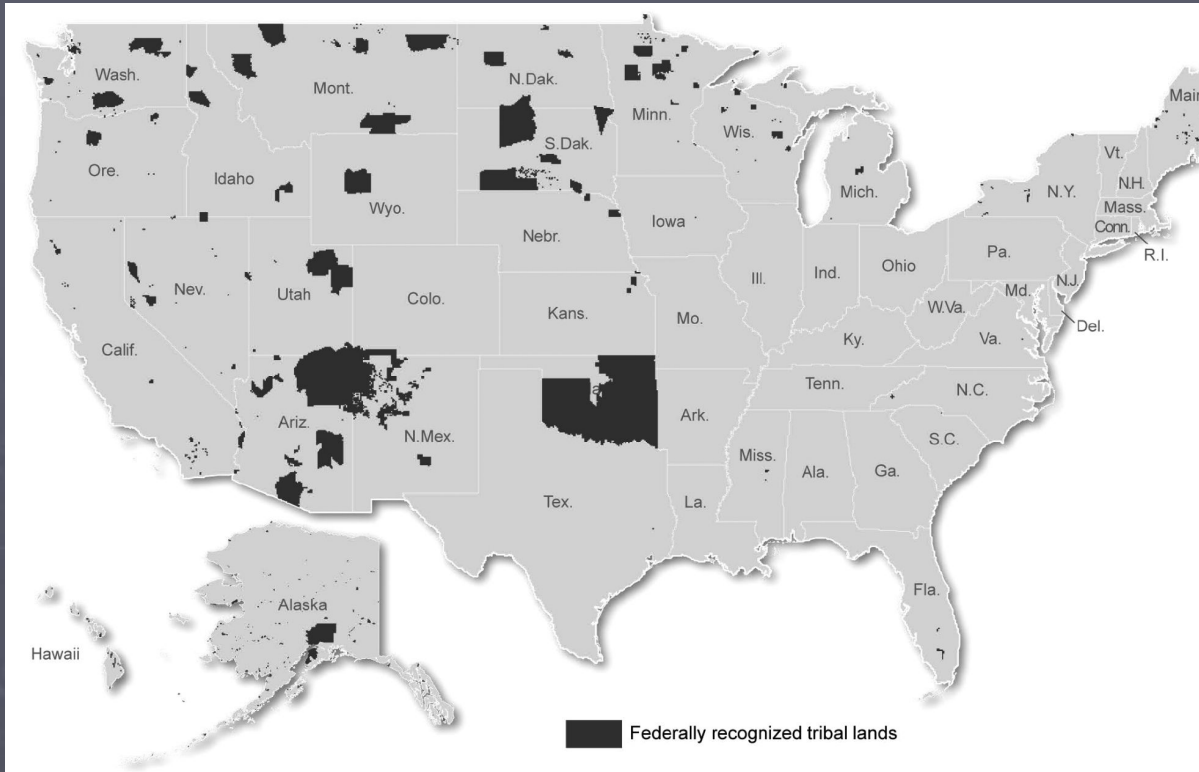 Wash.
Mont.
N.Dak.
Minn.
Main
Ore.
Idaho
S.Dak.
Wis.
Vt.
Wyo.
Mich.
N.Y.
N.H.
Mass.
Conn.
R.I.
Nebr.
Iowa
Nev.
Utah
Colo.
Ill.
Ind.
Ohio
Pa.
N.J.
Md.
Del.
Calif.
Kans.
Mo.
W.Va.
Va.
Ky.
Ariz.
N.Mex.
Ark.
Tenn.
N.C.
S.C.
Tex.
La.
Miss.
Ala.
Ga.
Fla.
Alaska
Hawaii
Federally recognized tribal lands